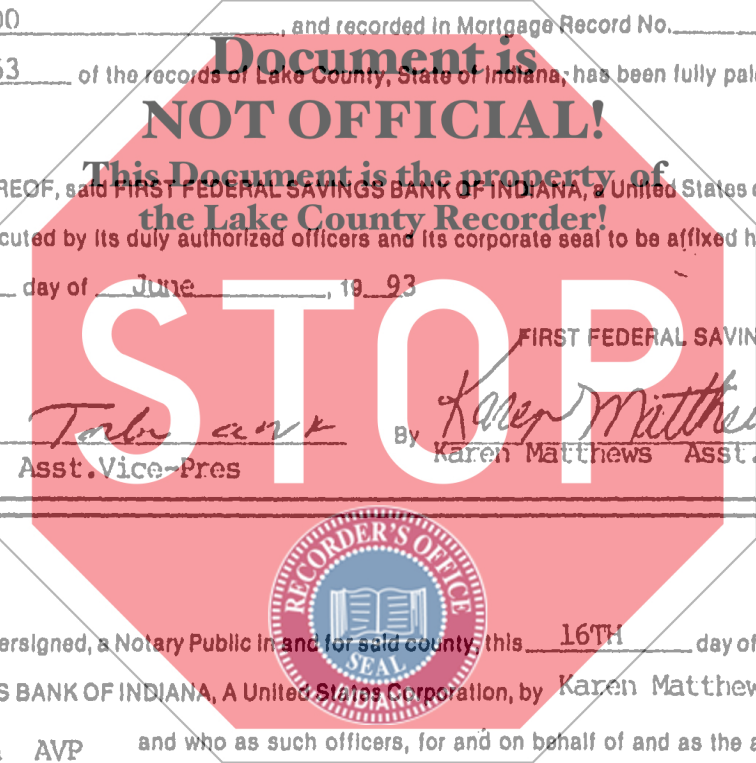 00 , and recorded in Mortgage Record No.
Document is
53 of the records of Lake County, State of Indiana, has been fully paid
NOT OFFICIAL!
This Document is the property of
REOF, said FIRST FEDERAL SAVINGS BANK OF INDIANA, a United States
the Lake County Recorder!
cuted by its duly authorized officers and its corporate seal to be affixed h
day of June , 19 93
STOP
FIRST FEDERAL SAVIN
By Karen Matthe
Asst.Vice-Pres Karen Matthews Asst.
RECORDER'S OFFICE
SEAL
INDIANA
ersigned, a Notary Public in and for said county, this 16TH day of
S BANK OF INDIANA, A United States Corporation, by Karen Matthew
AVP and who as such officers, for and on behalf of and as the a